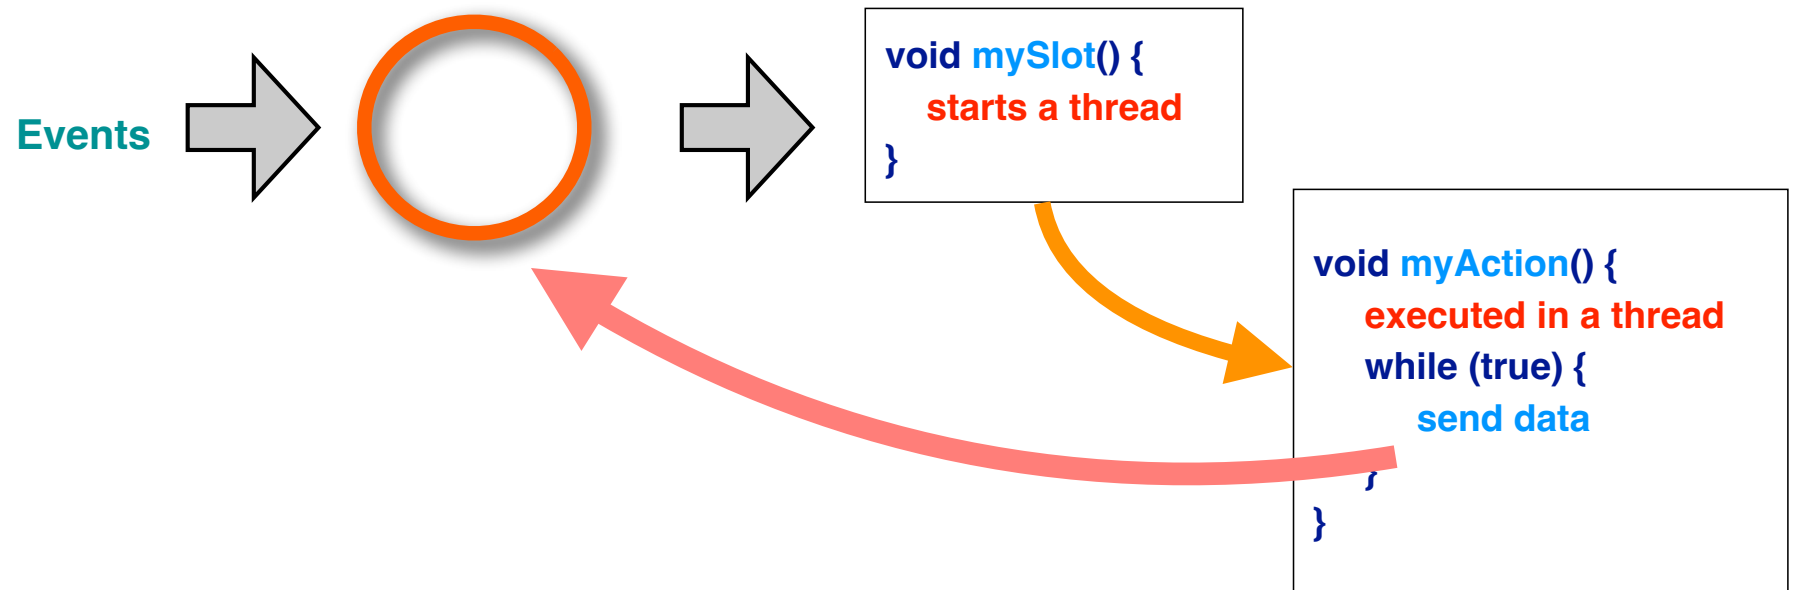 Events
void mySlot() {
starts a thread
}
void myAction() {
executed in a thread
while (true) {
send data
}
}